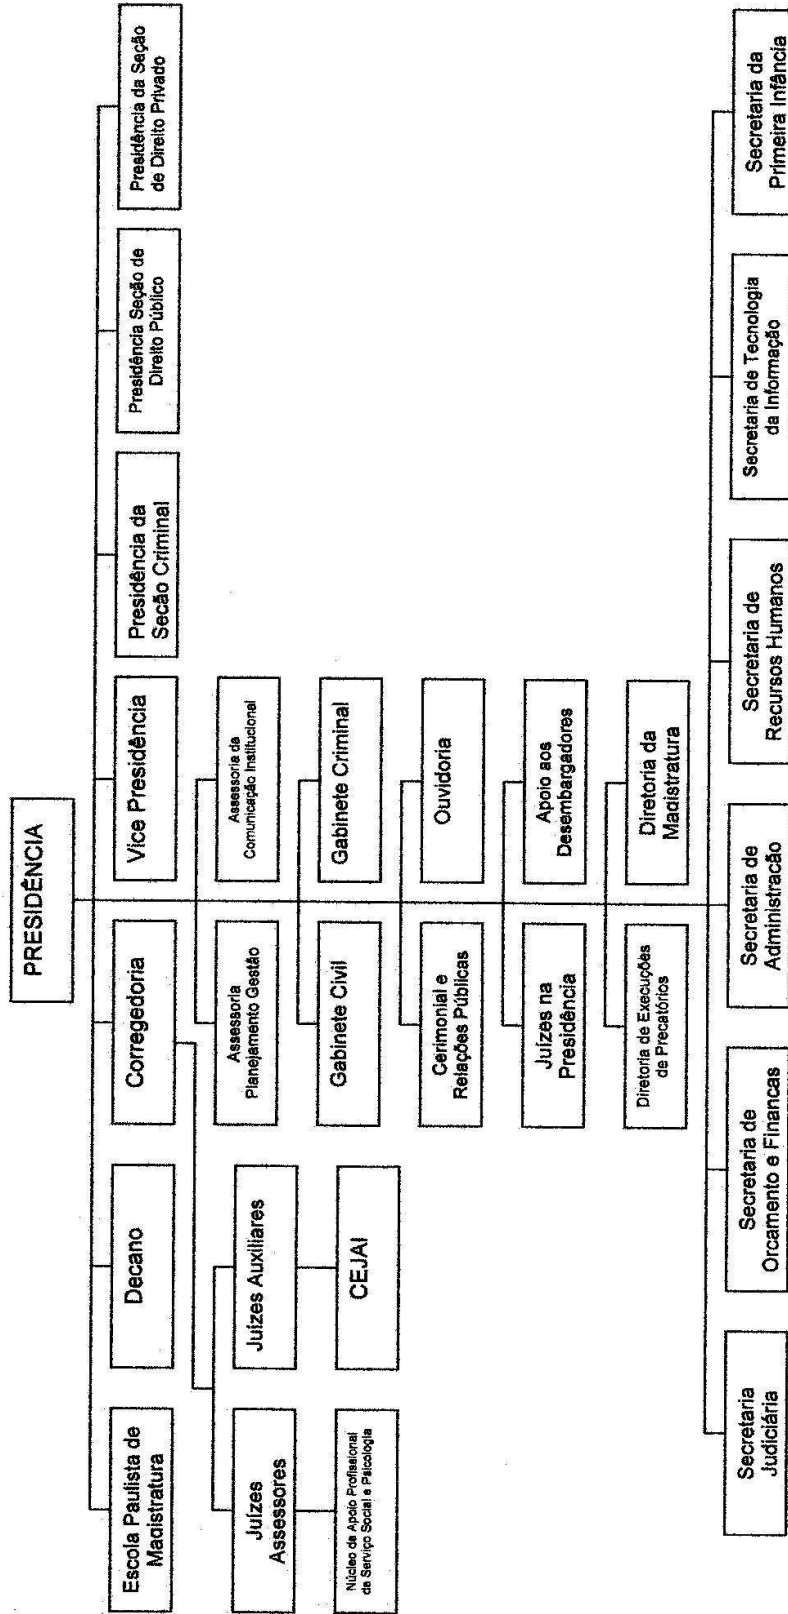 PRESIDÊNCIA
Escola Paulista de
Magistratura
Decano
Corregedoria
Vice Presidência
Presidência da
Seção Criminal
Presidência Seção de
Direito Público
Presidência da Seção
de Direito Privado
Juízes
Assessores
Juízes Auxiliares
Assessoria
Planejamento Gestão
Assessoria da
Comunicação Institucional
Núcleo de Apoio Profissional
de Serviço Social e Psicologia
CEJAI
Gabinete Civil
Gabinete Criminal
Cerimonial e
Relações Públicas
Ouvidoria
Juízes na
Presidência
Apoio aos
Desembargadores
Diretoria de Execuções
de Precatórios
Diretoria da
Magistratura
Secretaria
Judiciária
Secretaria de
Orcamento e Financas
Secretaria de
Administracão
Secretaria de
Recursos Humanos
Secretaria de Tecnologia
da Informação
Secretaria da
Primeira Infância